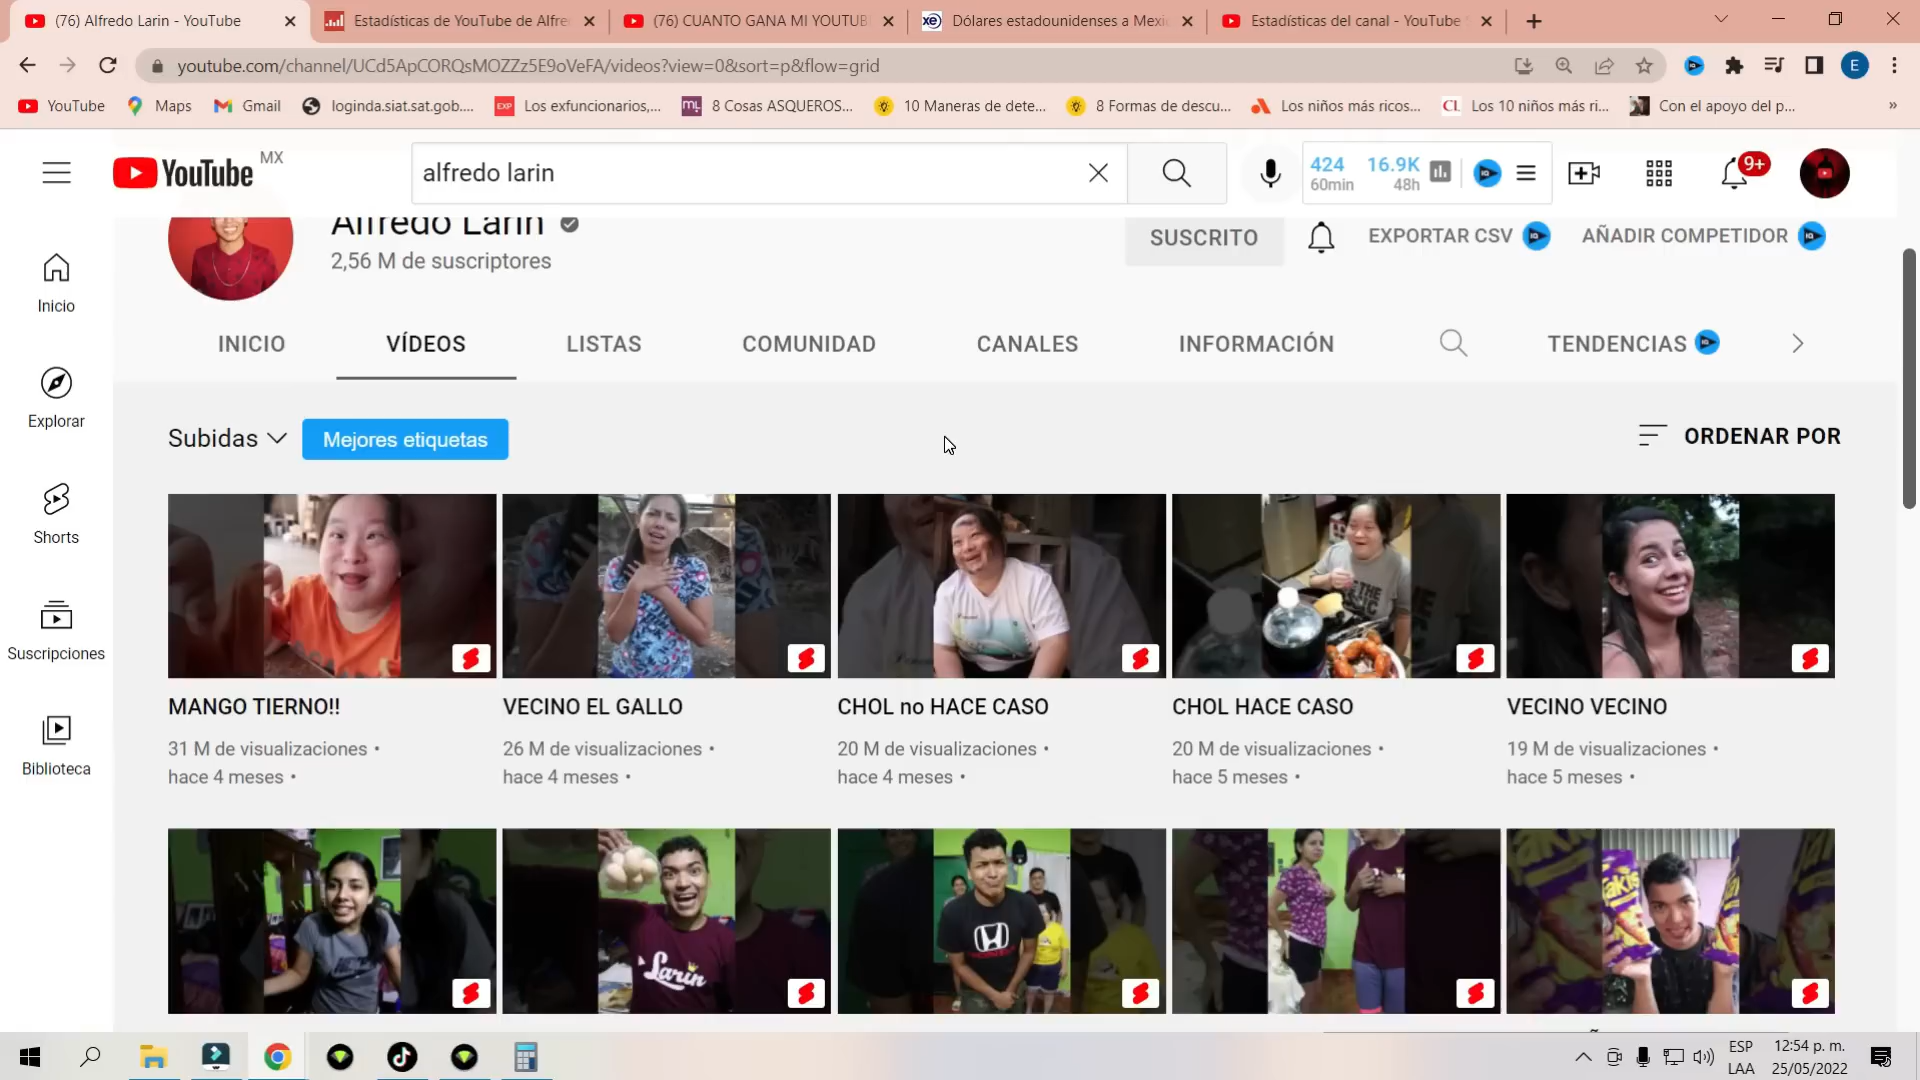 (76) Alfredo Larin - YouTube
Estadísticas de YouTube de Alfre
(76) CUANTO GANA MI YOUTUB
Dólares estadounidenses a Mexi
Estadísticas del canal - YouTube
youtube.com/channel/UCd5ApCORQsMOZZz5E9oVeFA/videos?view=0&sort=p&flow=grid
E
YouTube
Maps
Gmail
loginda.siat.sat.gob....
EXP Los exfuncionarios,...
8 Cosas ASQUEROS...
10 Maneras de dete...
8 Formas de descu...
Los niños más ricos...
CL Los 10 niños más ri...
Con el apoyo del p...
»
YouTube MX
alfredo larin
424 16.9K
60min 48h
9+
Alfredo Larin
2,56 M de suscriptores
SUSCRITO
EXPORTAR CSV
AÑADIR COMPETIDOR
INICIO
VÍDEOS
LISTAS
COMUNIDAD
CANALES
INFORMACIÓN
TENDENCIAS
Inicio
Explorar
Shorts
Suscripciones
Biblioteca
Subidas
Mejores etiquetas
ORDENAR POR
MANGO TIERNO!!
31 M de visualizaciones •
hace 4 meses •
VECINO EL GALLO
26 M de visualizaciones •
hace 4 meses •
CHOL no HACE CASO
20 M de visualizaciones •
hace 4 meses •
CHOL HACE CASO
20 M de visualizaciones •
hace 5 meses •
VECINO VECINO
19 M de visualizaciones •
hace 5 meses •
Larin
ESP
LAA
12:54 p. m.
25/05/2022